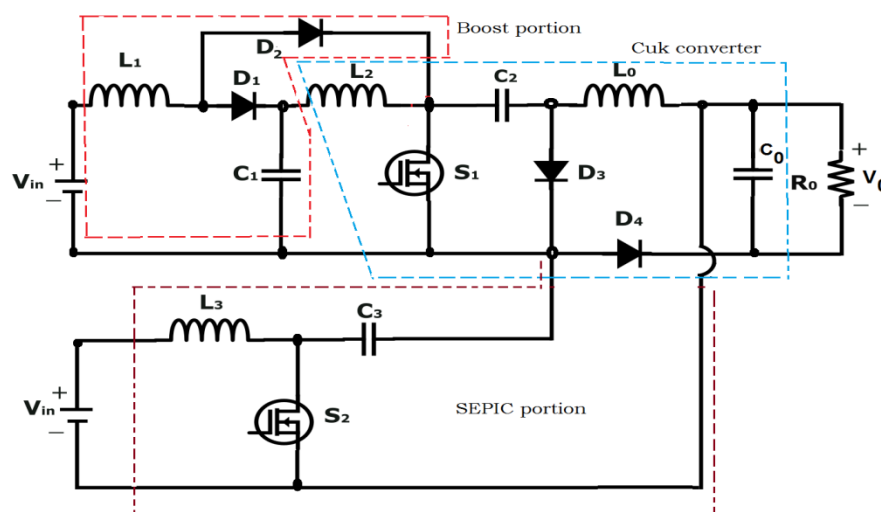 Boost portion
D₂
Cuk converter
L₁
D₁
L₂
C₂
L₀
+
Vin
−
C₁
S₁
D₃
C₀
R₀
+
V₀
−
D₄
L₃
C₃
+
Vin
−
S₂
SEPIC portion